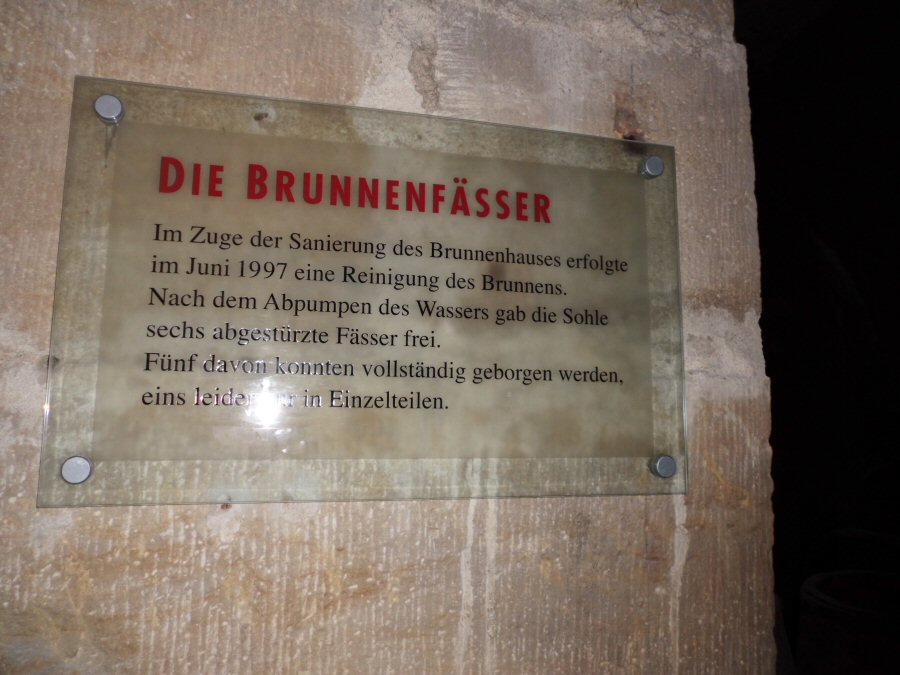 DIE BRUNNENFÄSSER
Im Zuge der Sanierung des Brunnenhauses erfolgte
im Juni 1997 eine Reinigung des Brunnens.
Nach dem Abpumpen des Wassers gab die Sohle
sechs abgestürzte Fässer frei.
Fünf davon konnten vollständig geborgen werden,
eins leider nur in Einzelteilen.